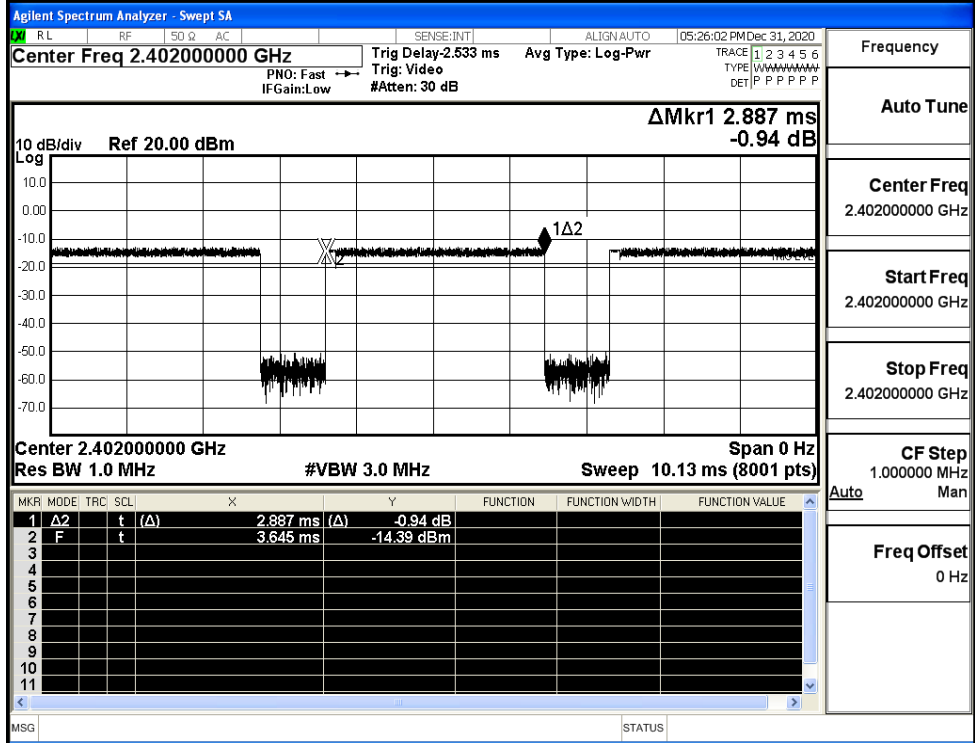 Agilent Spectrum Analyzer - Swept SA
LXI RL RF 50 Ω AC SENSE:INT ALIGN AUTO 05:26:02 PM Dec 31, 2020
Center Freq 2.402000000 GHz
PNO: Fast
IFGain:Low
Trig Delay-2.533 ms
Trig: Video
#Atten: 30 dB
Avg Type: Log-Pwr
TRACE 1 2 3 4 5 6
TYPE WWWWWW
DET P P P P P P
ΔMkr1 2.887 ms
-0.94 dB
10 dB/div Ref 20.00 dBm
Log
10.0
0.00
-10.0
-20.0
-30.0
-40.0
-50.0
-60.0
-70.0
1Δ2
2
Center 2.402000000 GHz Span 0 Hz
Res BW 1.0 MHz #VBW 3.0 MHz Sweep 10.13 ms (8001 pts)
MKR MODE TRC SCL X Y FUNCTION FUNCTION WIDTH FUNCTION VALUE
1 Δ2 t (Δ) 2.887 ms (Δ) -0.94 dB
2 F t 3.645 ms -14.39 dBm
3
4
5
6
7
8
9
10
11
MSG STATUS
Frequency
Auto Tune
Center Freq
2.402000000 GHz
Start Freq
2.402000000 GHz
Stop Freq
2.402000000 GHz
CF Step
1.000000 MHz
Auto Man
Freq Offset
0 Hz